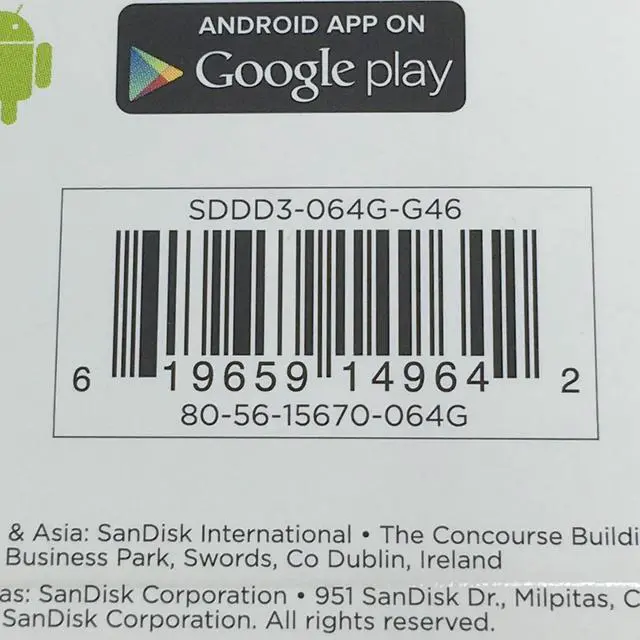 ANDROID APP ON
Google play
SDDD3-064G-G46
6 19659 14964 2
80-56-15670-064G
& Asia: SanDisk International • The Concourse Buildi
Business Park, Swords, Co Dublin, Ireland
as: SanDisk Corporation • 951 SanDisk Dr., Milpitas, C
SanDisk Corporation. All rights reserved.